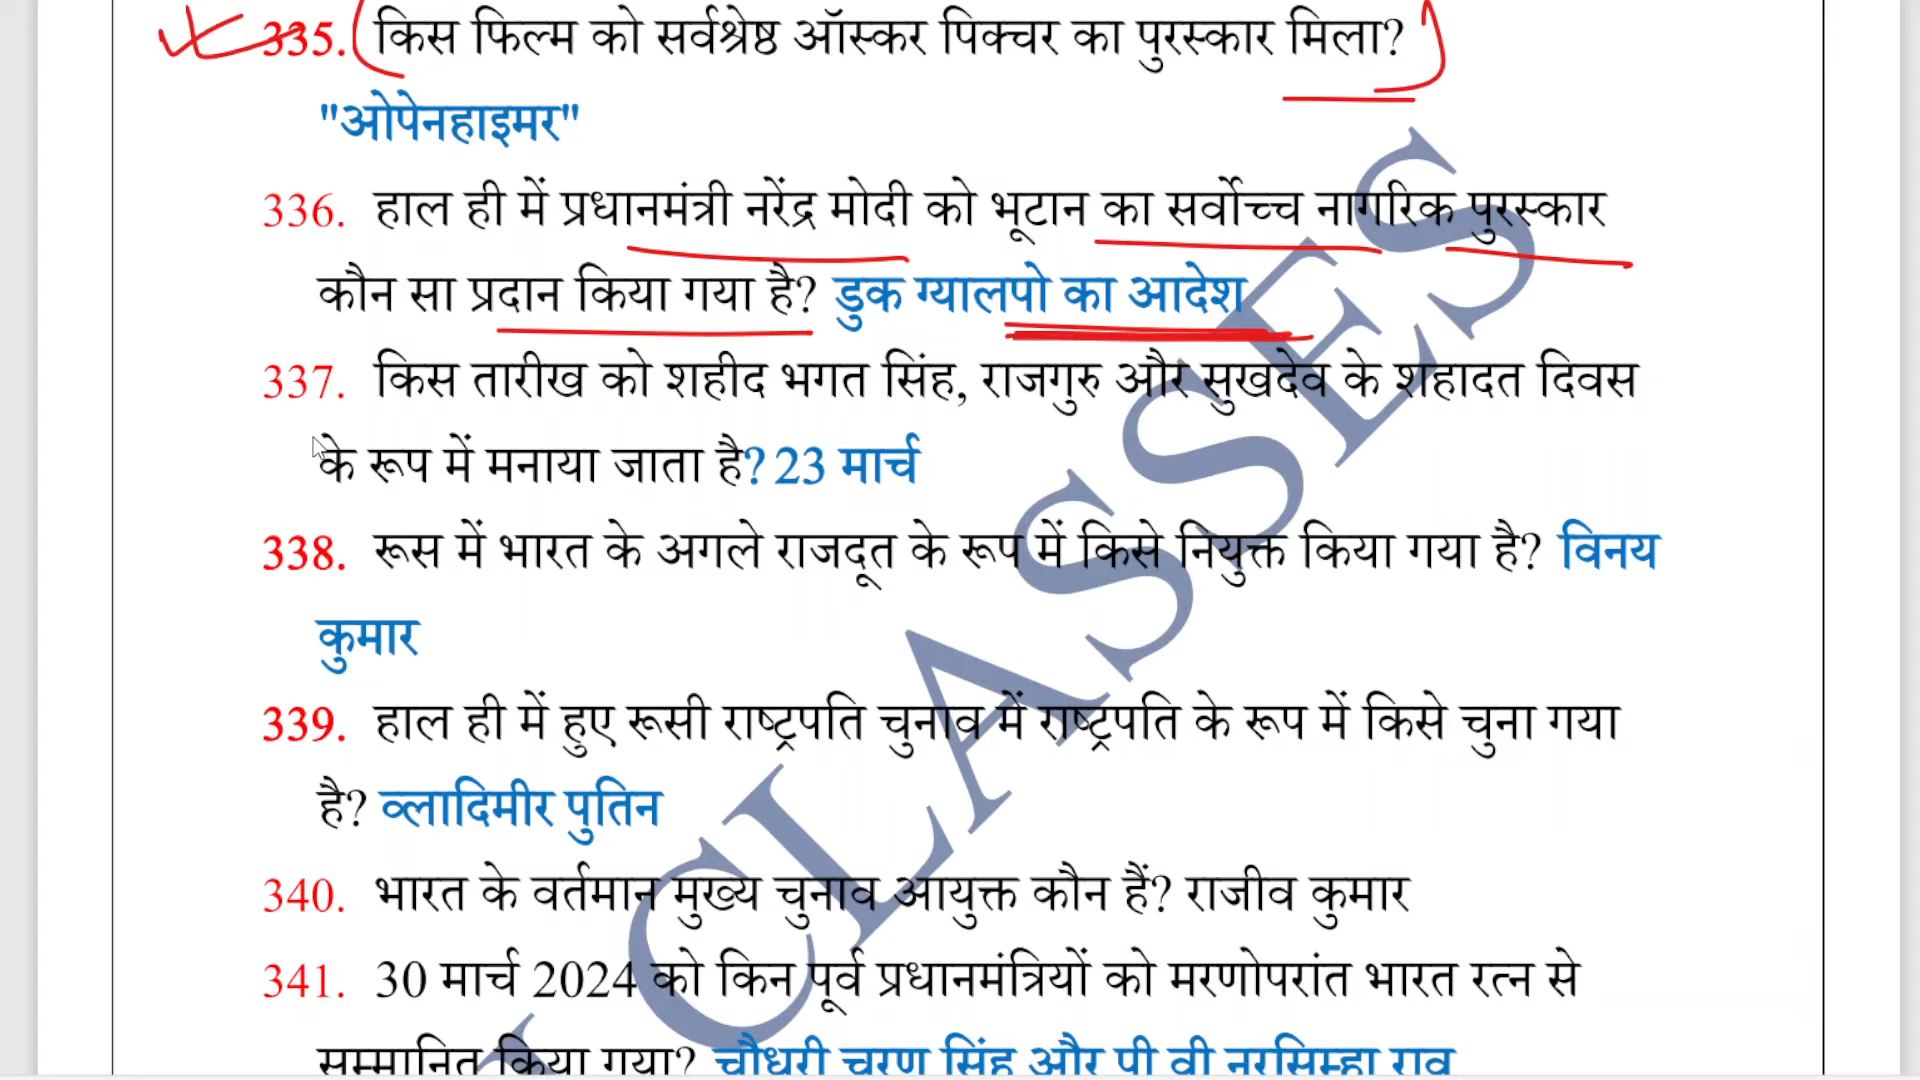 335. किस फिल्म को सर्वश्रेष्ठ ऑस्कर पिक्चर का पुरस्कार मिला?
"ओपेनहाइमर"
336. हाल ही में प्रधानमंत्री नरेंद्र मोदी को भूटान का सर्वोच्च नागरिक पुरस्कार
कौन सा प्रदान किया गया है? डुक ग्यालपो का आदेश
337. किस तारीख को शहीद भगत सिंह, राजगुरु और सुखदेव के शहादत दिवस
के रूप में मनाया जाता है? 23 मार्च
338. रूस में भारत के अगले राजदूत के रूप में किसे नियुक्त किया गया है? विनय
कुमार
339. हाल ही में हुए रूसी राष्ट्रपति चुनाव में राष्ट्रपति के रूप में किसे चुना गया
है? व्लादिमीर पुतिन
340. भारत के वर्तमान मुख्य चुनाव आयुक्त कौन हैं? राजीव कुमार
341. 30 मार्च 2024 को किन पूर्व प्रधानमंत्रियों को मरणोपरांत भारत रत्न से
सम्मानित किया गया? चौधरी चरण सिंह और पी वी नरसिम्हा राव
CLASSES